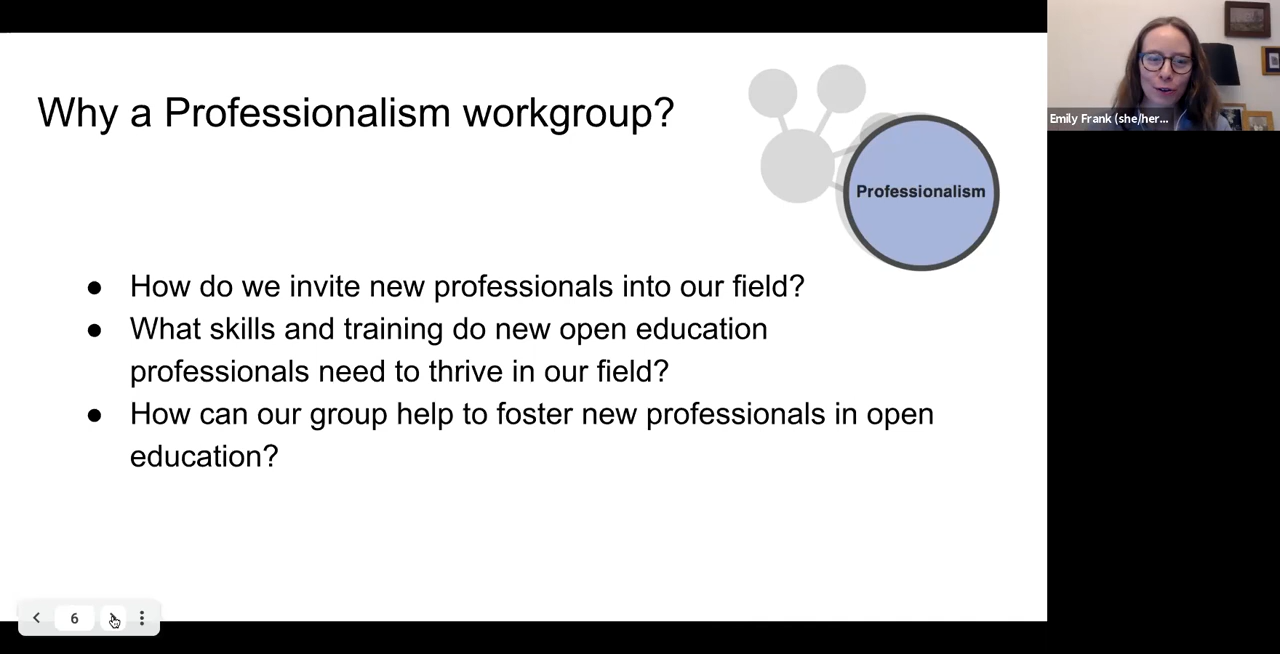 Why a Professionalism workgroup?
Professionalism
Emily Frank (she/her...
● How do we invite new professionals into our field?
● What skills and training do new open education
professionals need to thrive in our field?
● How can our group help to foster new professionals in open
education?
6